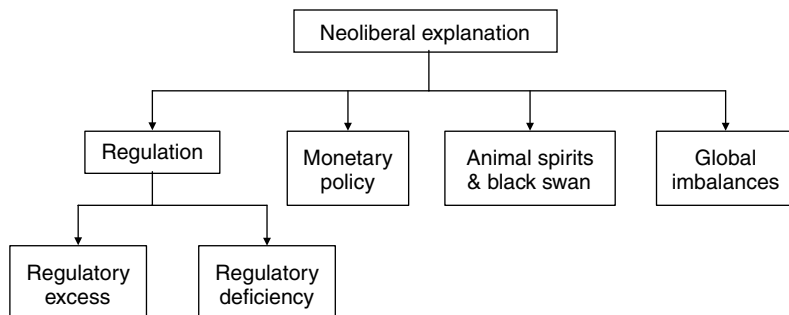 Neoliberal explanation
Regulation
Monetary
policy
Animal spirits
& black swan
Global
imbalances
Regulatory
excess
Regulatory
deficiency